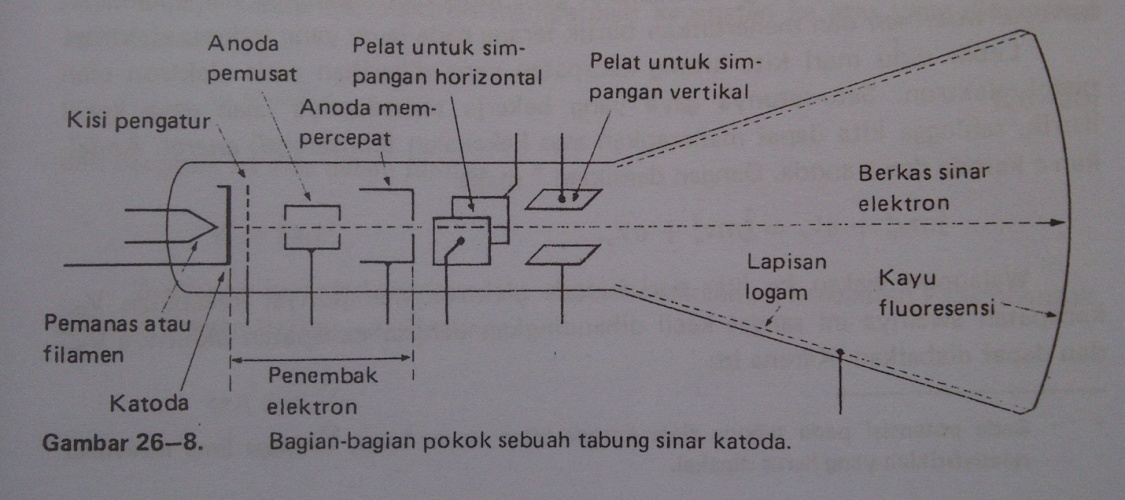 Anoda
pemusat
Pelat untuk sim-
pangan horizontal
Pelat untuk sim-
pangan vertikal
Kisi pengatur
Anoda mem-
percepat
Berkas sinar
elektron
Lapisan
logam
Kayu
fluoresensi
Pemanas atau
filamen
Penembak
elektron
Katoda
Gambar 26–8. Bagian-bagian pokok sebuah tabung sinar katoda.